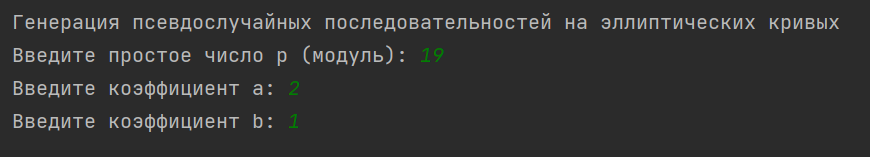 Генерация псевдослучайных последовательностей на эллиптических кривых
Введите простое число p (модуль): 19
Введите коэффициент a: 2
Введите коэффициент b: 1